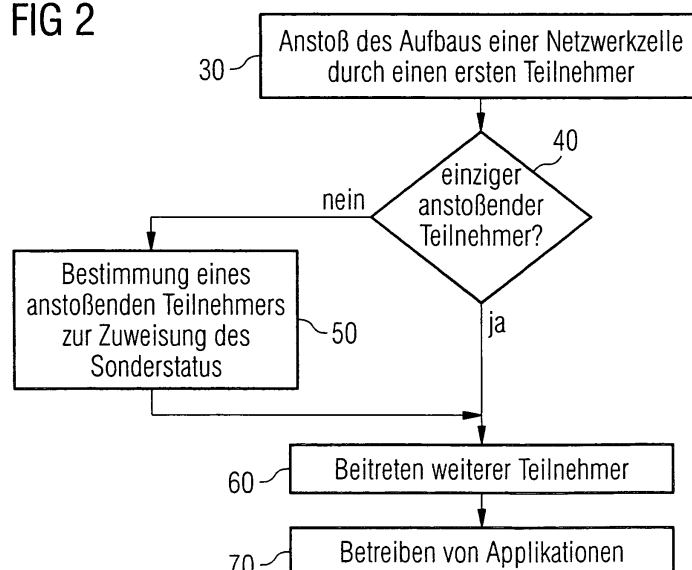 FIG 2
Anstoß des Aufbaus einer Netzwerkzelle
durch einen ersten Teilnehmer
30
40
einziger
anstoßender
Teilnehmer?
nein
Bestimmung eines
anstoßenden Teilnehmers
zur Zuweisung des
Sonderstatus
50
ja
Beitreten weiterer Teilnehmer
60
Betreiben von Applikationen
70